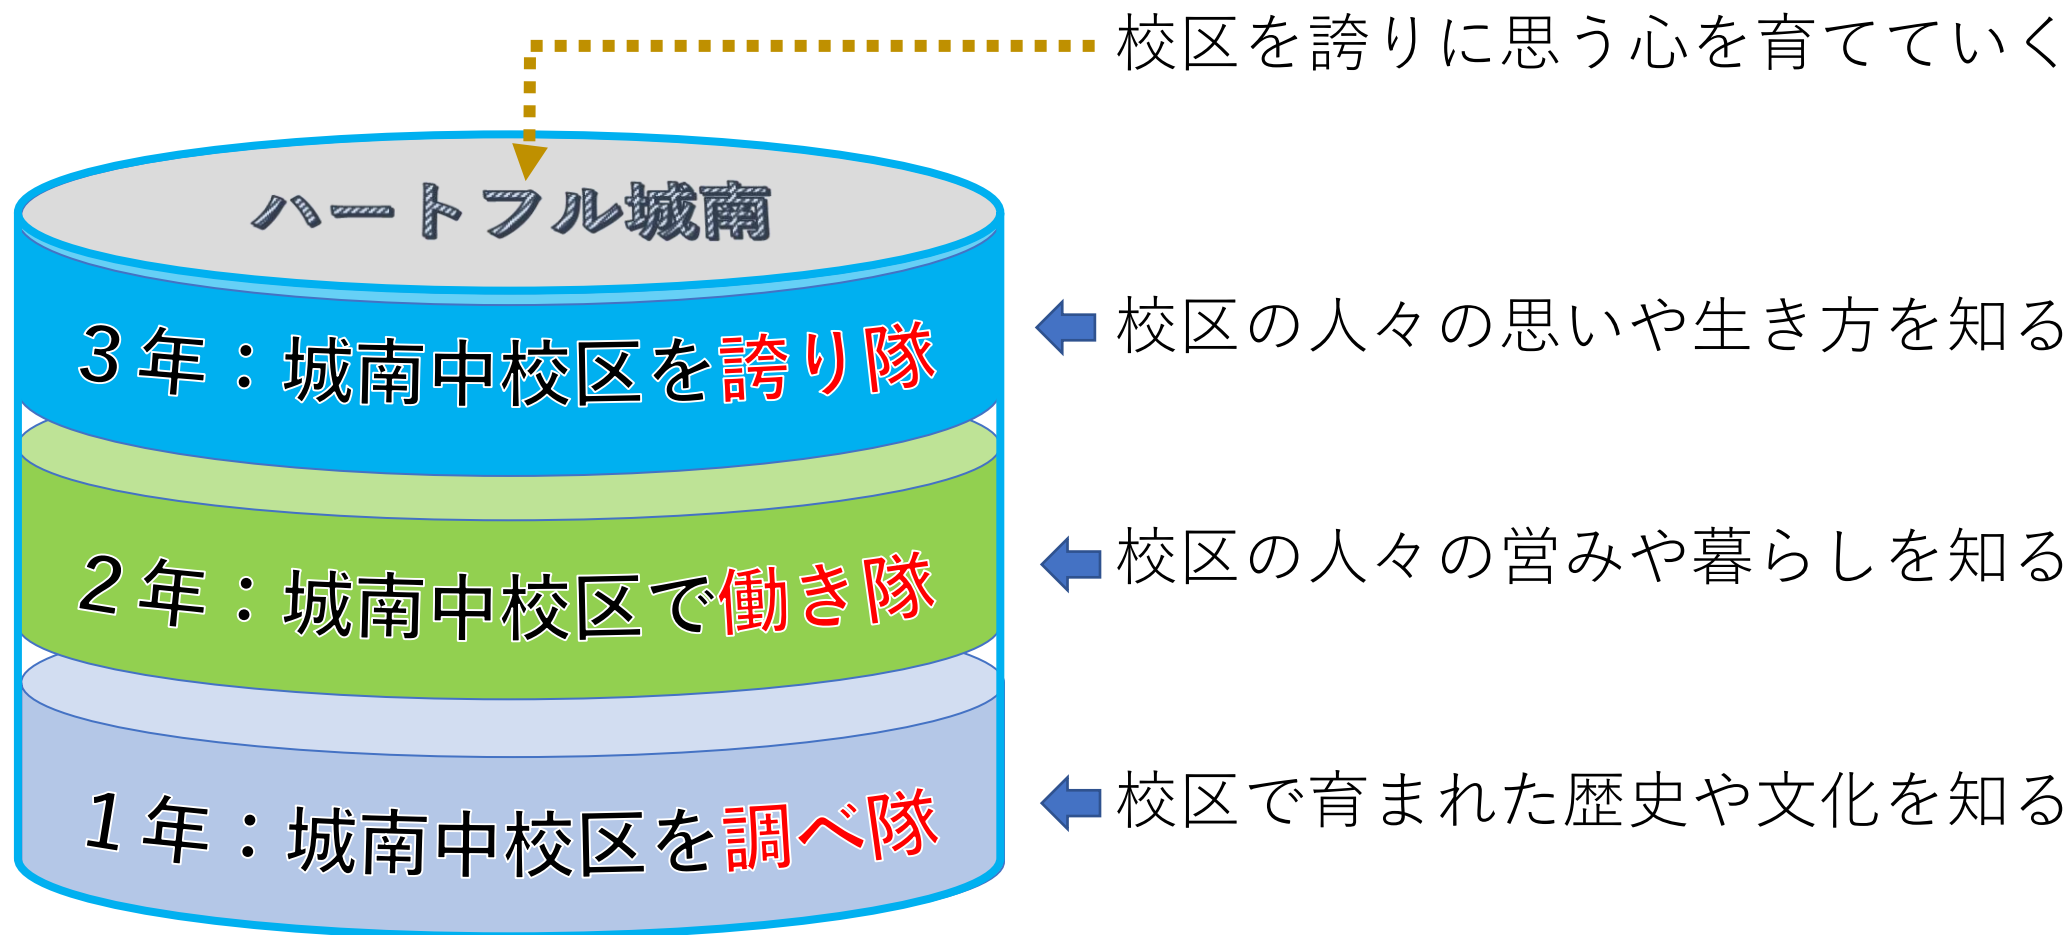 校区を誇りに思う心を育てていく
ハートフル城南
３年：城南中校区を誇り隊
校区の人々の思いや生き方を知る
２年：城南中校区で働き隊
校区の人々の営みや暮らしを知る
１年：城南中校区を調べ隊
校区で育まれた歴史や文化を知る